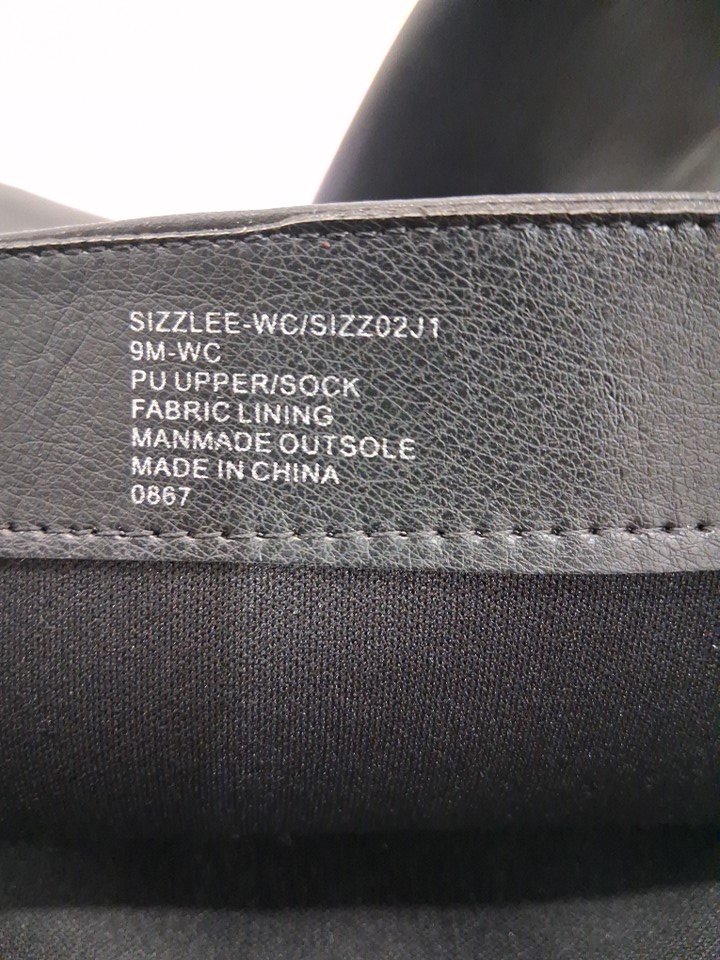 SIZZLEE-WC/SIZZ02J1
9M-WC
PU UPPER/SOCK
FABRIC LINING
MANMADE OUTSOLE
MADE IN CHINA
0867